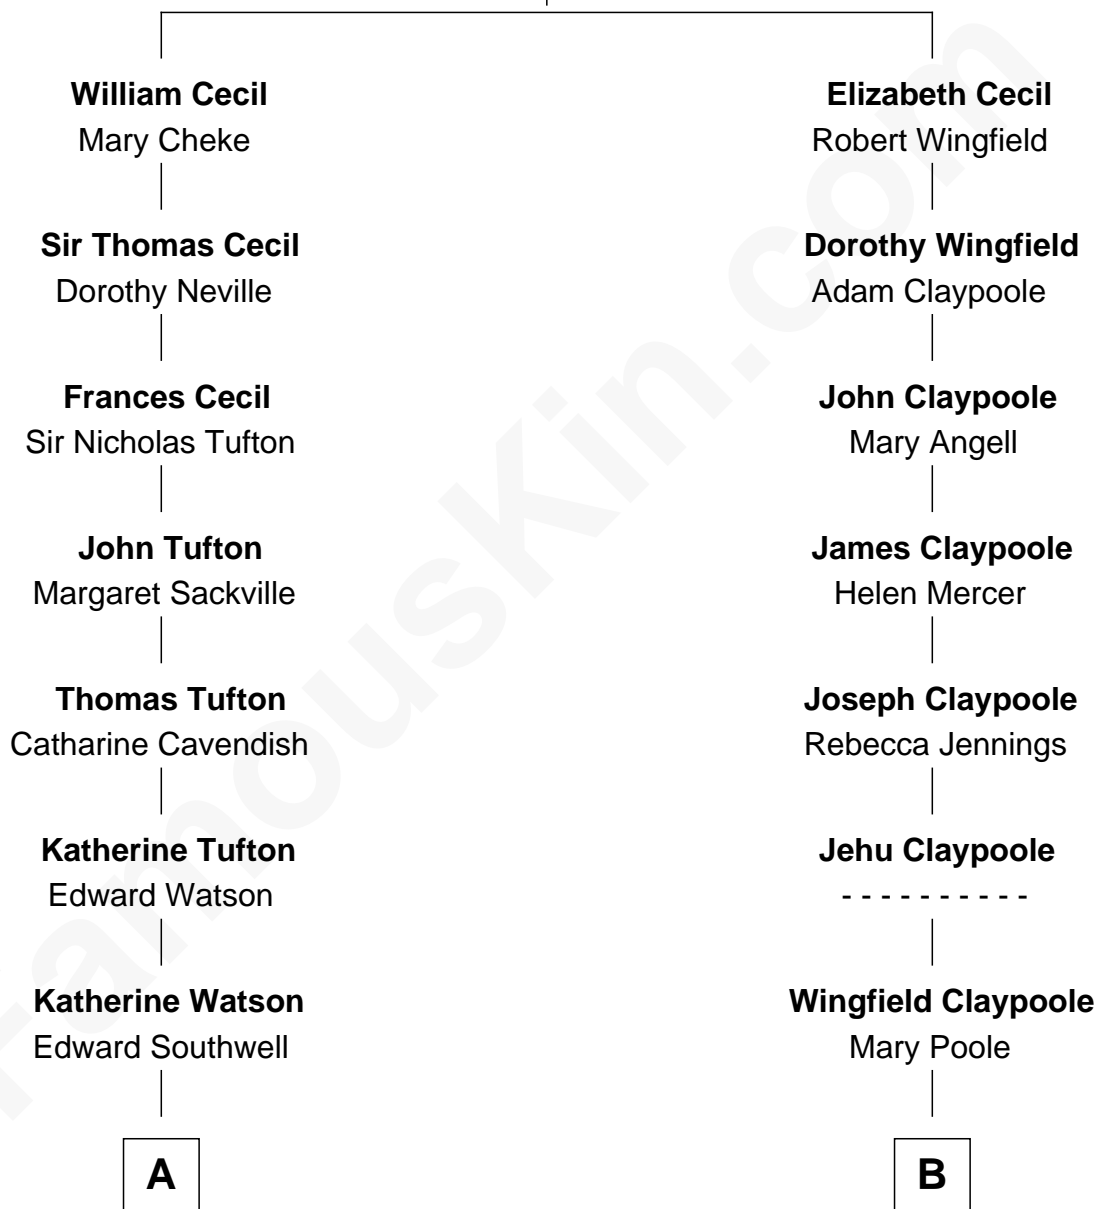 William Cecil
Mary Cheke
Sir Thomas Cecil
Dorothy Neville
Frances Cecil
Sir Nicholas Tufton
John Tufton
Margaret Sackville
Thomas Tufton
Catharine Cavendish
Katherine Tufton
Edward Watson
Katherine Watson
Edward Southwell
A
Elizabeth Cecil
Robert Wingfield
Dorothy Wingfield
Adam Claypoole
John Claypoole
Mary Angell
James Claypoole
Helen Mercer
Joseph Claypoole
Rebecca Jennings
Jehu Claypoole
- - - - - - - - - -
Wingfield Claypoole
Mary Poole
B
FamousKin.com